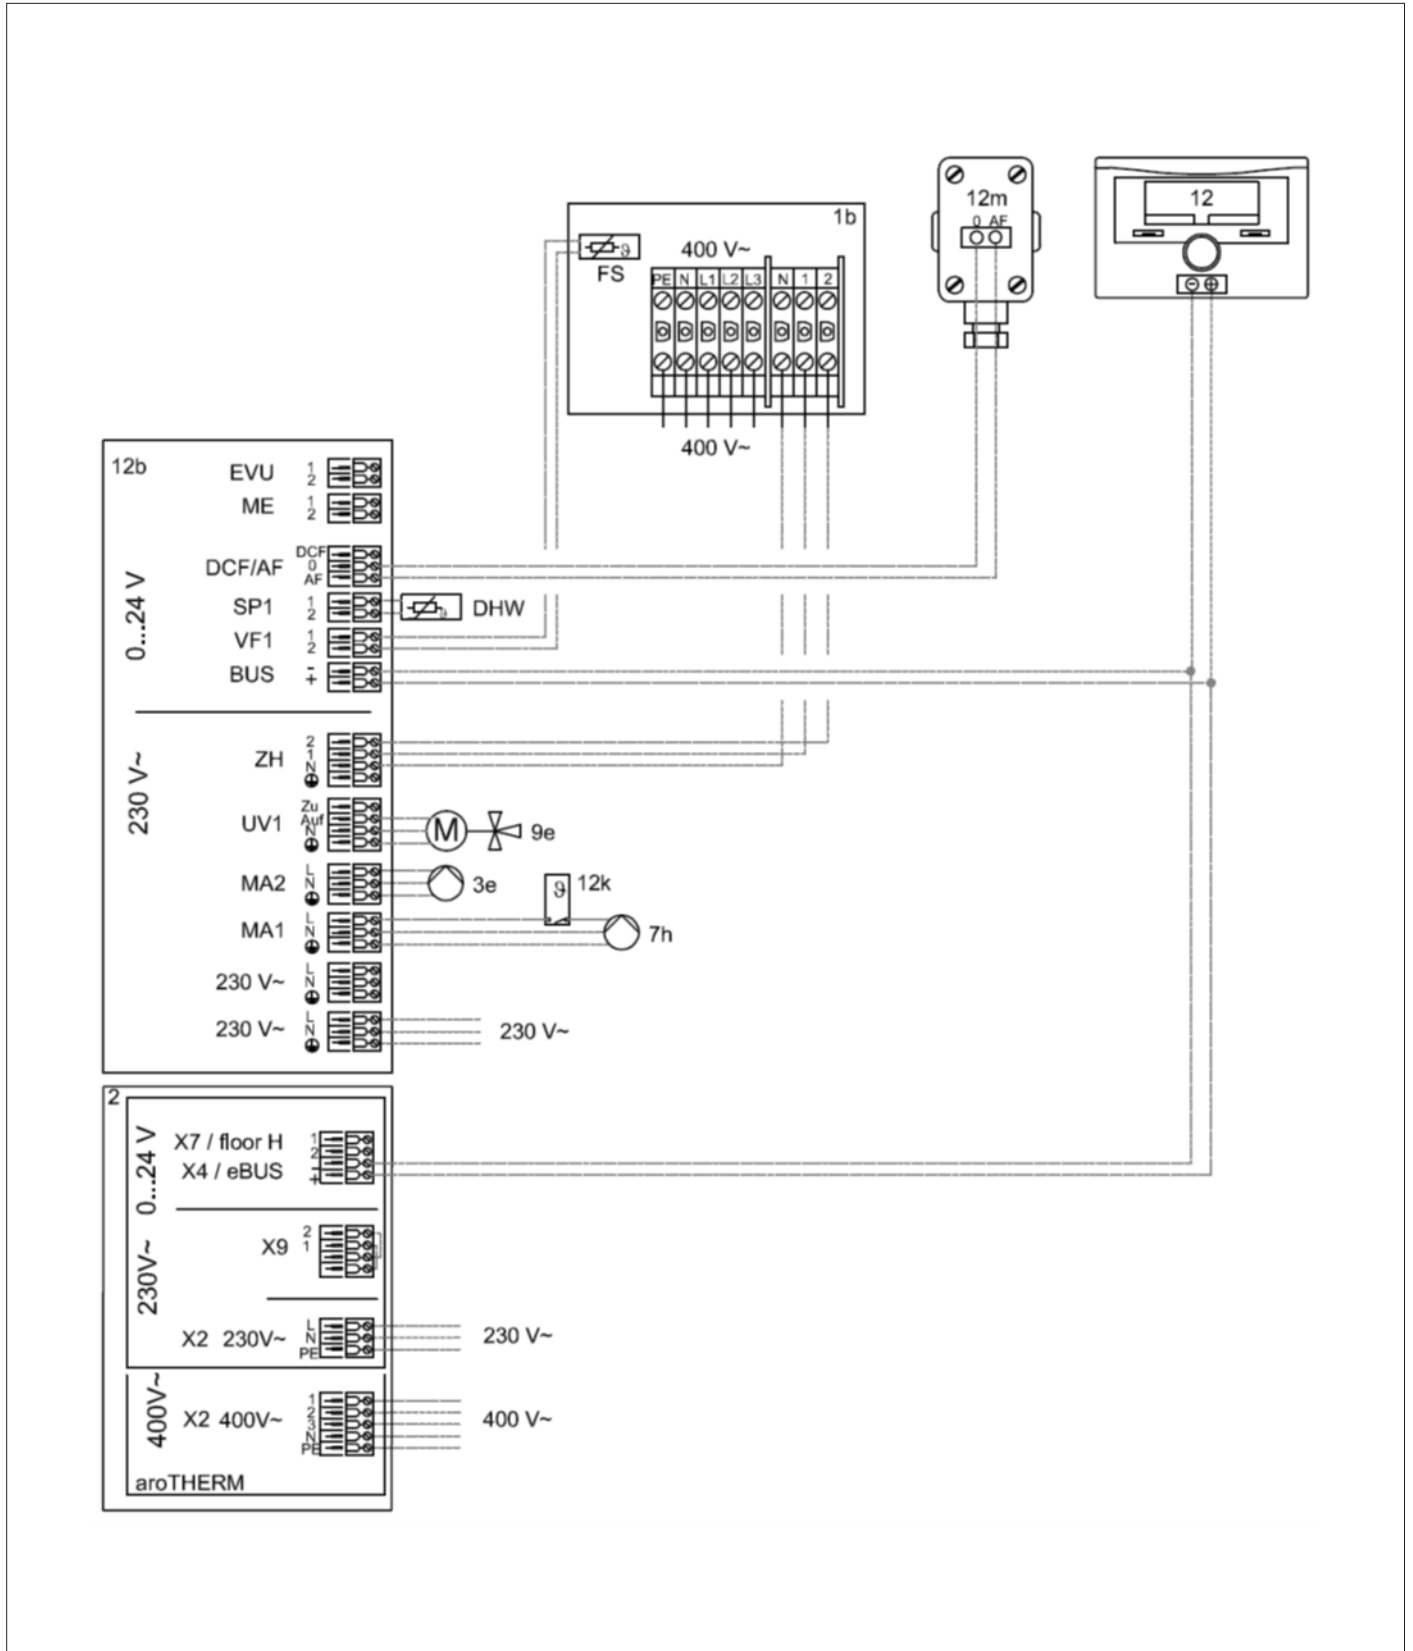 1b
ϑ
FS
400 V~
PE N L1 L2 L3 N 1 2
400 V~
12m
0 AF
12
- +
12b
0...24 V
EVU 1
2
ME 1
2
DCF
DCF/AF 0
AF
SP1 1
2
ϑ DHW
VF1 1
2
BUS -
+
230 V~
2
ZH 1
N
Zu
UV1 Auf
N
M 9e
L
MA2 N
3e
ϑ 12k
L
MA1 N
7h
L
230 V~ N
L
230 V~ N
230 V~
2
0...24 V
X7 / floor H 1
2
X4 / eBUS -
+
230V~
X9 2
1
L
X2 230V~ N
PE
230 V~
400V~
1
X2 400V~ 2
3
N
PE
400 V~
aroTHERM